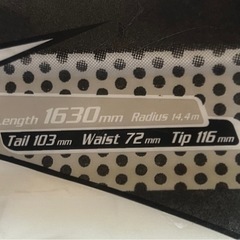 Length 1630mm Radius 14.4m
Tail 103 mm Waist 72 mm Tip 116 mm